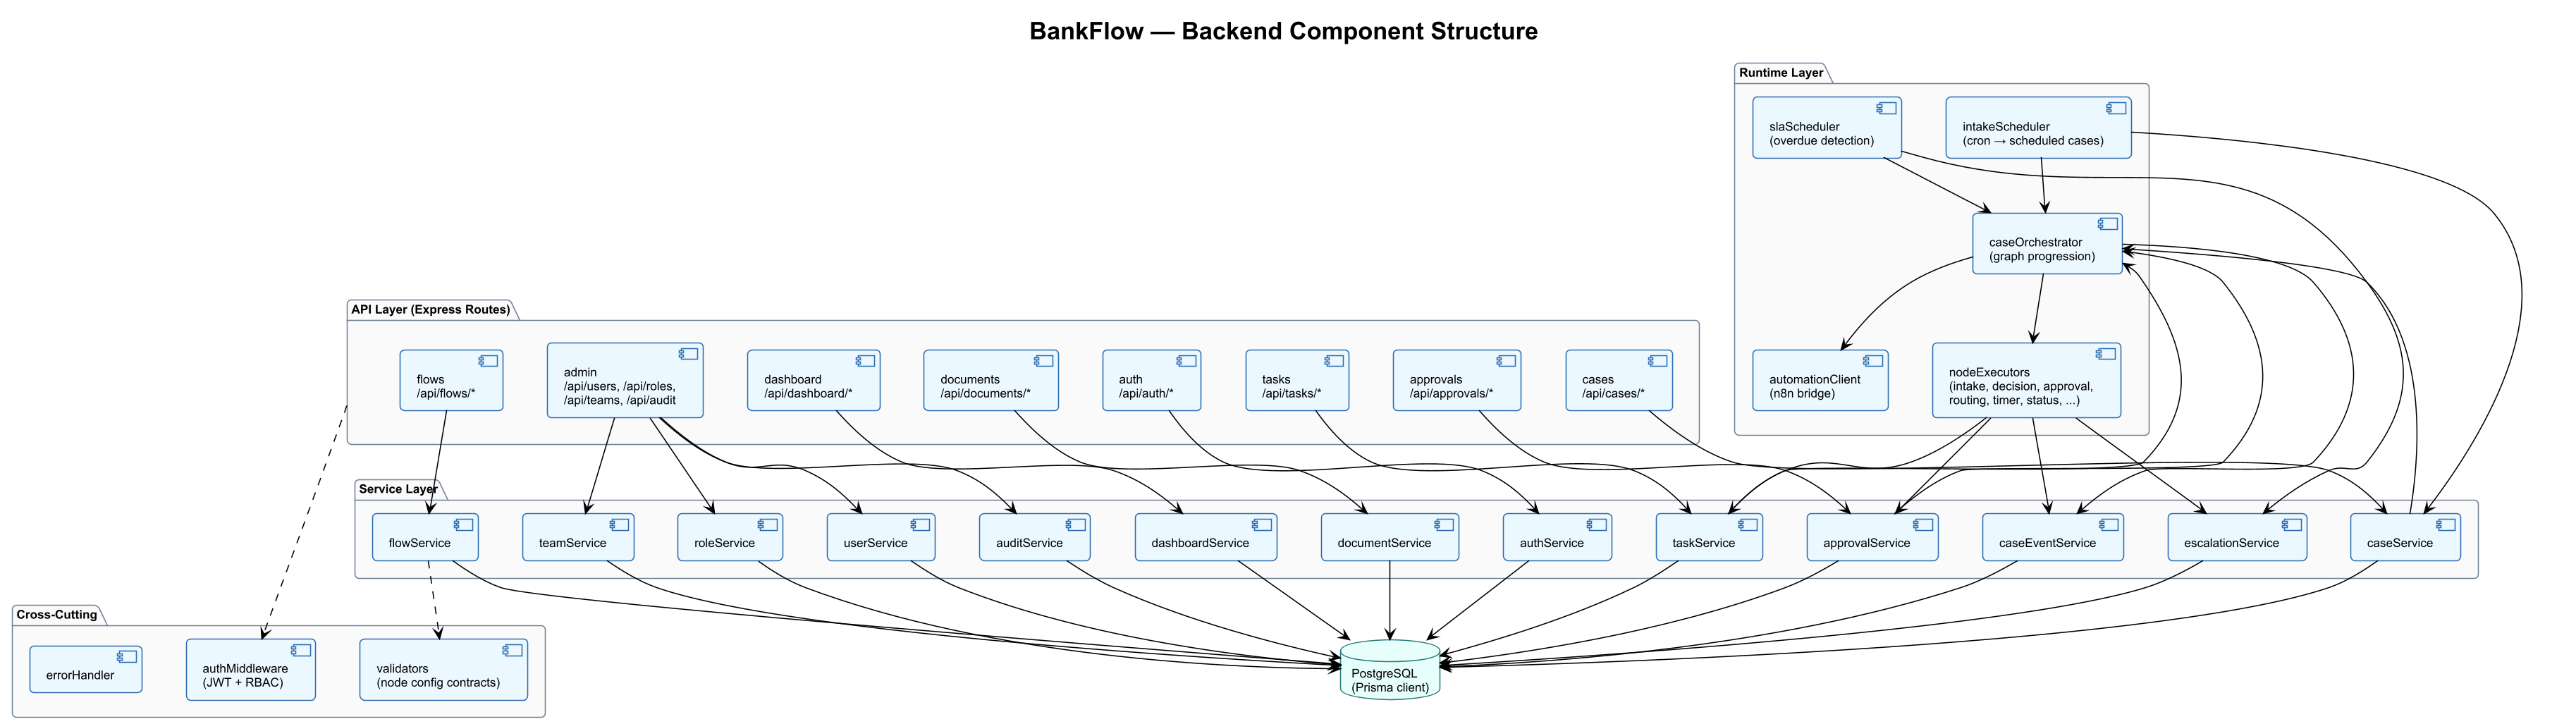 BankFlow — Backend Component Structure
Runtime Layer
slaScheduler
(overdue detection)
intakeScheduler
(cron → scheduled cases)
caseOrchestrator
(graph progression)
automationClient
(n8n bridge)
nodeExecutors
(intake, decision, approval,
routing, timer, status, ...)
API Layer (Express Routes)
flows
/api/flows/*
admin
/api/users, /api/roles,
/api/teams, /api/audit
dashboard
/api/dashboard/*
documents
/api/documents/*
auth
/api/auth/*
tasks
/api/tasks/*
approvals
/api/approvals/*
cases
/api/cases/*
Service Layer
flowService
teamService
roleService
userService
auditService
dashboardService
documentService
authService
taskService
approvalService
caseEventService
escalationService
caseService
Cross-Cutting
errorHandler
authMiddleware
(JWT + RBAC)
validators
(node config contracts)
PostgreSQL
(Prisma client)